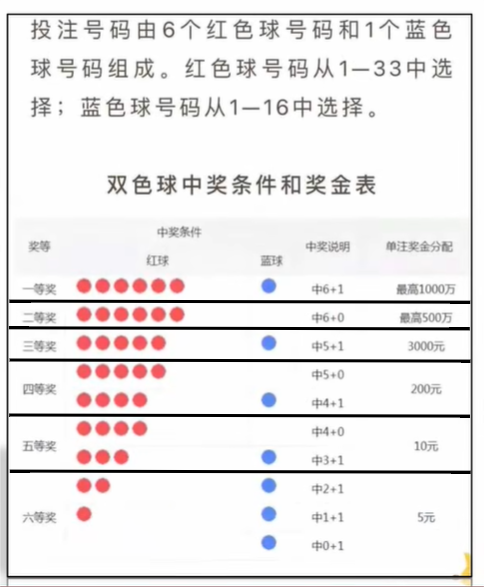 投注号码由6个红色球号码和1个蓝色
球号码组成。红色球号码从1—33中选
择；蓝色球号码从1—16中选择。
双色球中奖条件和奖金表
奖等 中奖条件 中奖说明 单注奖金分配
红球 蓝球
一等奖 中6+1 最高1000万
二等奖 中6+0 最高500万
三等奖 中5+1 3000元
四等奖 中5+0 200元
中4+1
五等奖 中4+0 10元
中3+1
中2+1
六等奖 中1+1 5元
中0+1